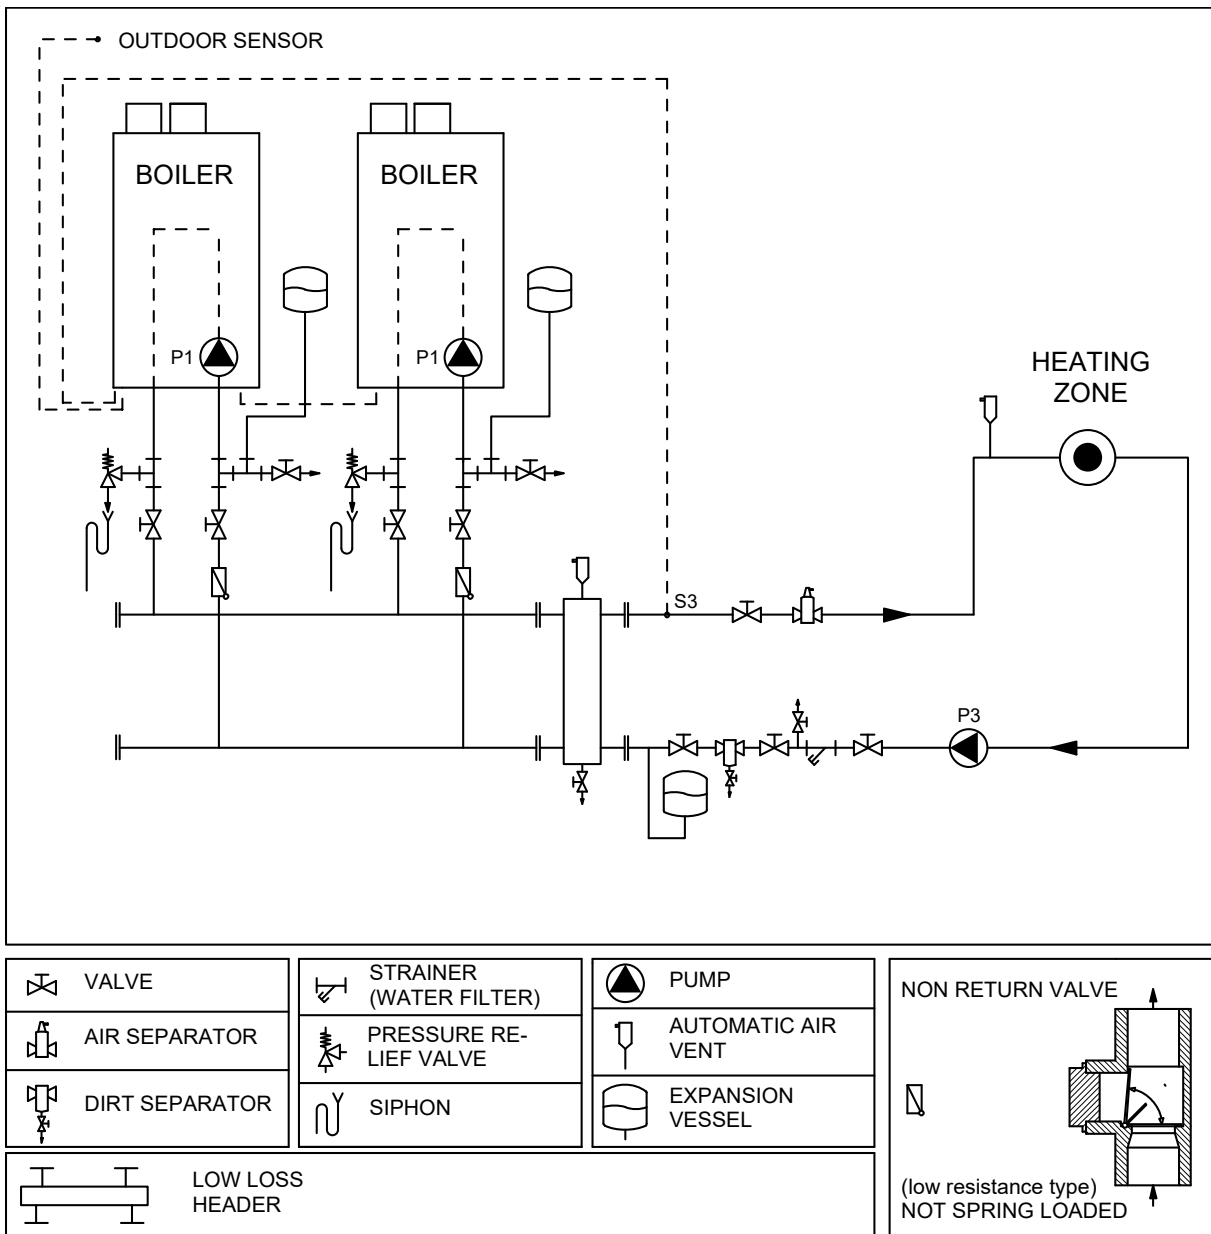 OUTDOOR SENSOR
BOILER
BOILER
P1
P1
HEATING
ZONE
S3
P3
VALVE
AIR SEPARATOR
DIRT SEPARATOR
STRAINER
(WATER FILTER)
PRESSURE RE-
LIEF VALVE
SIPHON
PUMP
AUTOMATIC AIR
VENT
EXPANSION
VESSEL
LOW LOSS
HEADER
NON RETURN VALVE
(low resistance type)
NOT SPRING LOADED